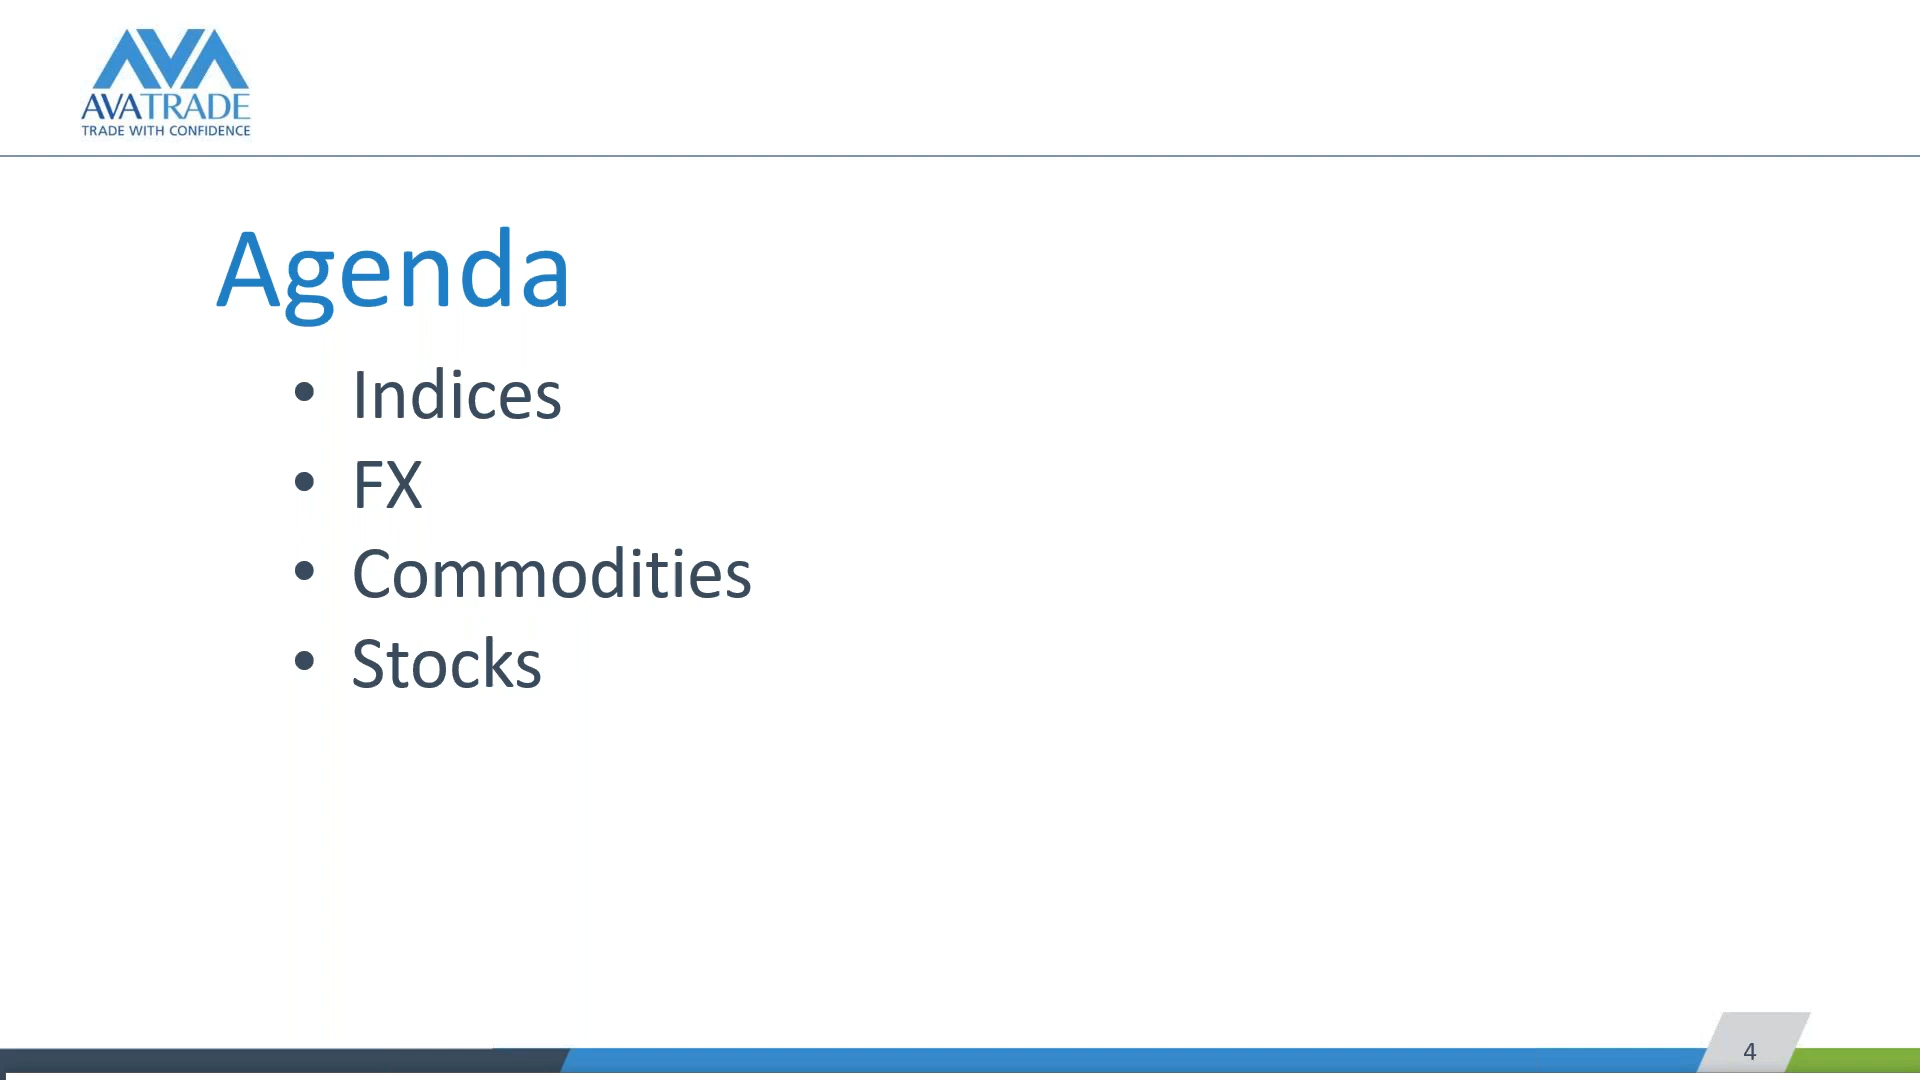 AVATRADE
TRADE WITH CONFIDENCE
Agenda
• Indices
• FX
• Commodities
• Stocks
4